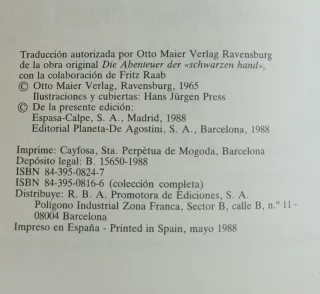 Traducción autorizada por Otto Maier Verlag Ravensburg
de la obra original Die Abenteuer der «schwarzen hand»,
con la colaboración de Fritz Raab
© Otto Maier Verlag, Ravensburg, 1965
Ilustraciones y cubiertas: Hans Jürgen Press
© De la presente edición:
Espasa-Calpe, S. A., Madrid, 1988
Editorial Planeta-De Agostini, S. A., Barcelona, 1988
Imprime: Cayfosa, Sta. Perpètua de Mogoda, Barcelona
Depósito legal: B. 15650-1988
ISBN 84-395-0824-7
ISBN 84-395-0816-6 (colección completa)
Distribuye: R. B. A. Promotora de Ediciones, S. A.
Polígono Industrial Zona Franca, Sector B, calle B, n.º 11 -
08004 Barcelona
Impreso en España - Printed in Spain, mayo 1988